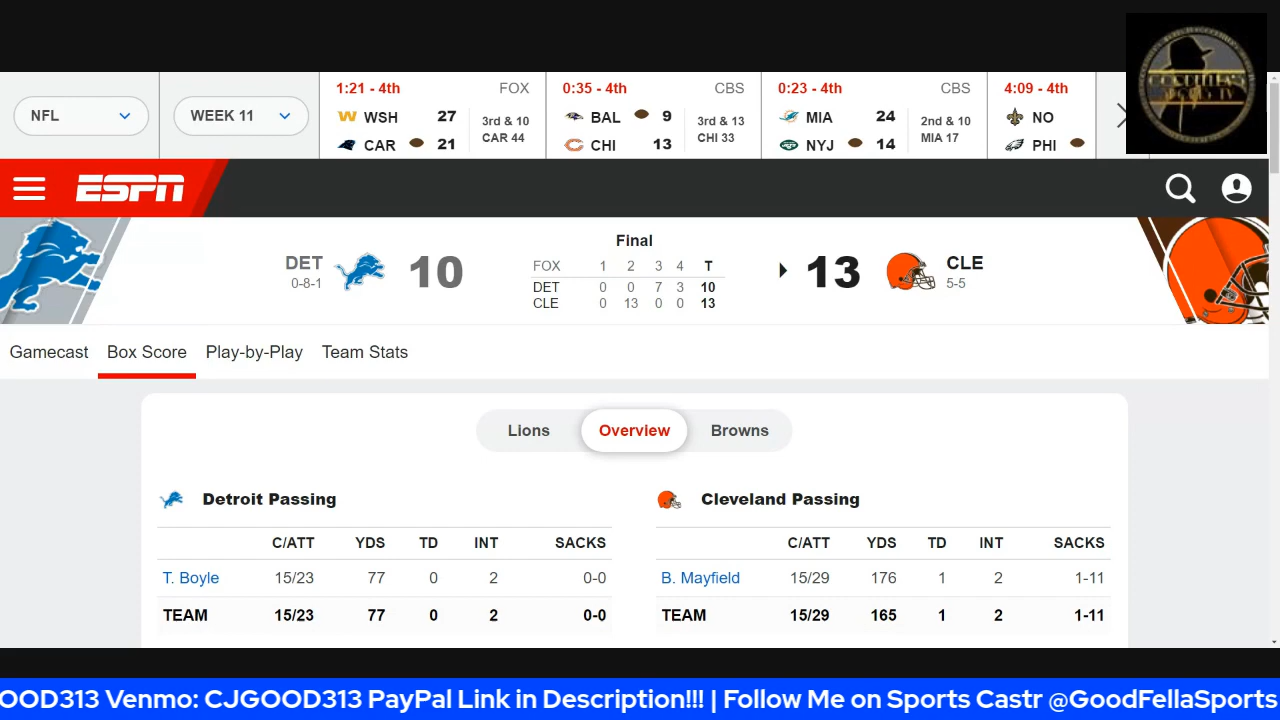 NFL
WEEK 11
1:21 - 4th FOX
WSH 27
CAR 21
3rd & 10
CAR 44
0:35 - 4th CBS
BAL 9
CHI 13
3rd & 13
CHI 33
0:23 - 4th CBS
MIA 24
NYJ 14
2nd & 10
MIA 17
4:09 - 4th
NO
PHI
ESPN
DET
0-8-1
10
Final
FOX 1 2 3 4 T
DET 0 0 7 3 10
CLE 0 13 0 0 13
13
CLE
5-5
Gamecast Box Score Play-by-Play Team Stats
Lions Overview Browns
Detroit Passing
C/ATT YDS TD INT SACKS
T. Boyle 15/23 77 0 2 0-0
TEAM 15/23 77 0 2 0-0
Cleveland Passing
C/ATT YDS TD INT SACKS
B. Mayfield 15/29 176 1 2 1-11
TEAM 15/29 165 1 2 1-11
OOD313 Venmo: CJGOOD313 PayPal Link in Description!!! | Follow Me on Sports Castr @GoodFellaSports